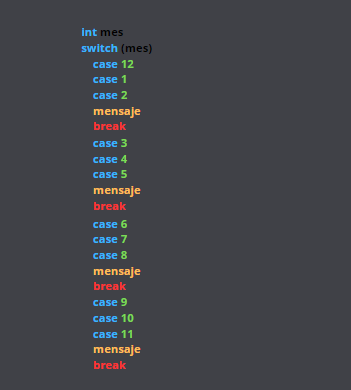 int mes
switch (mes)
case 12
case 1
case 2
mensaje
break
case 3
case 4
case 5
mensaje
break
case 6
case 7
case 8
mensaje
break
case 9
case 10
case 11
mensaje
break